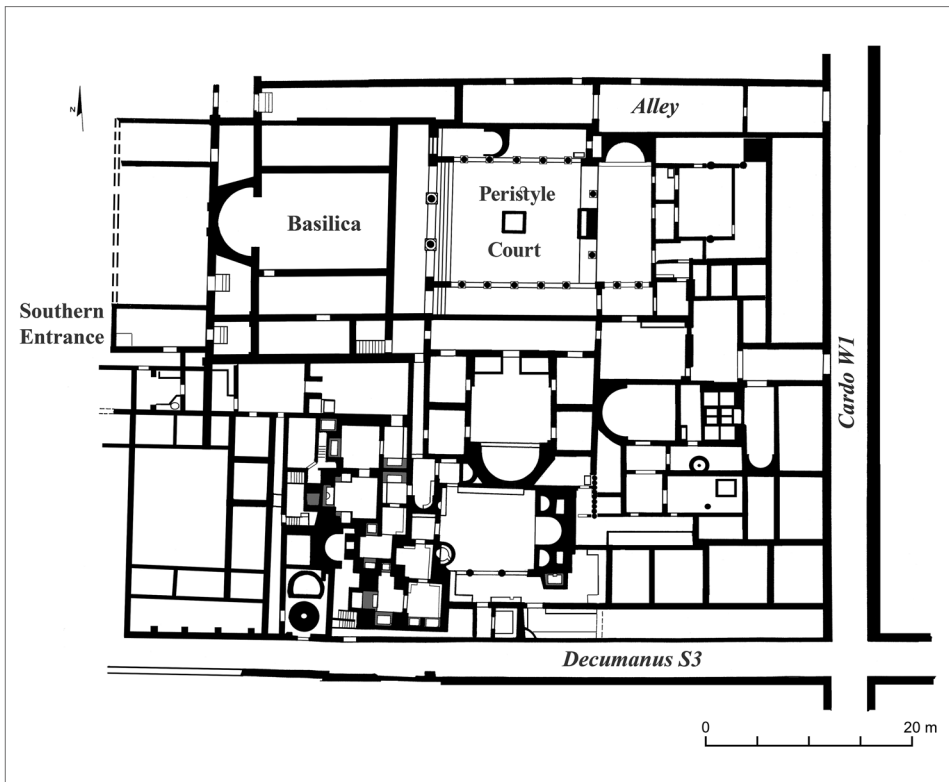 N
Alley
Peristyle
Court
Basilica
Southern
Entrance
Cardo W1
Decumanus S3
0 20 m